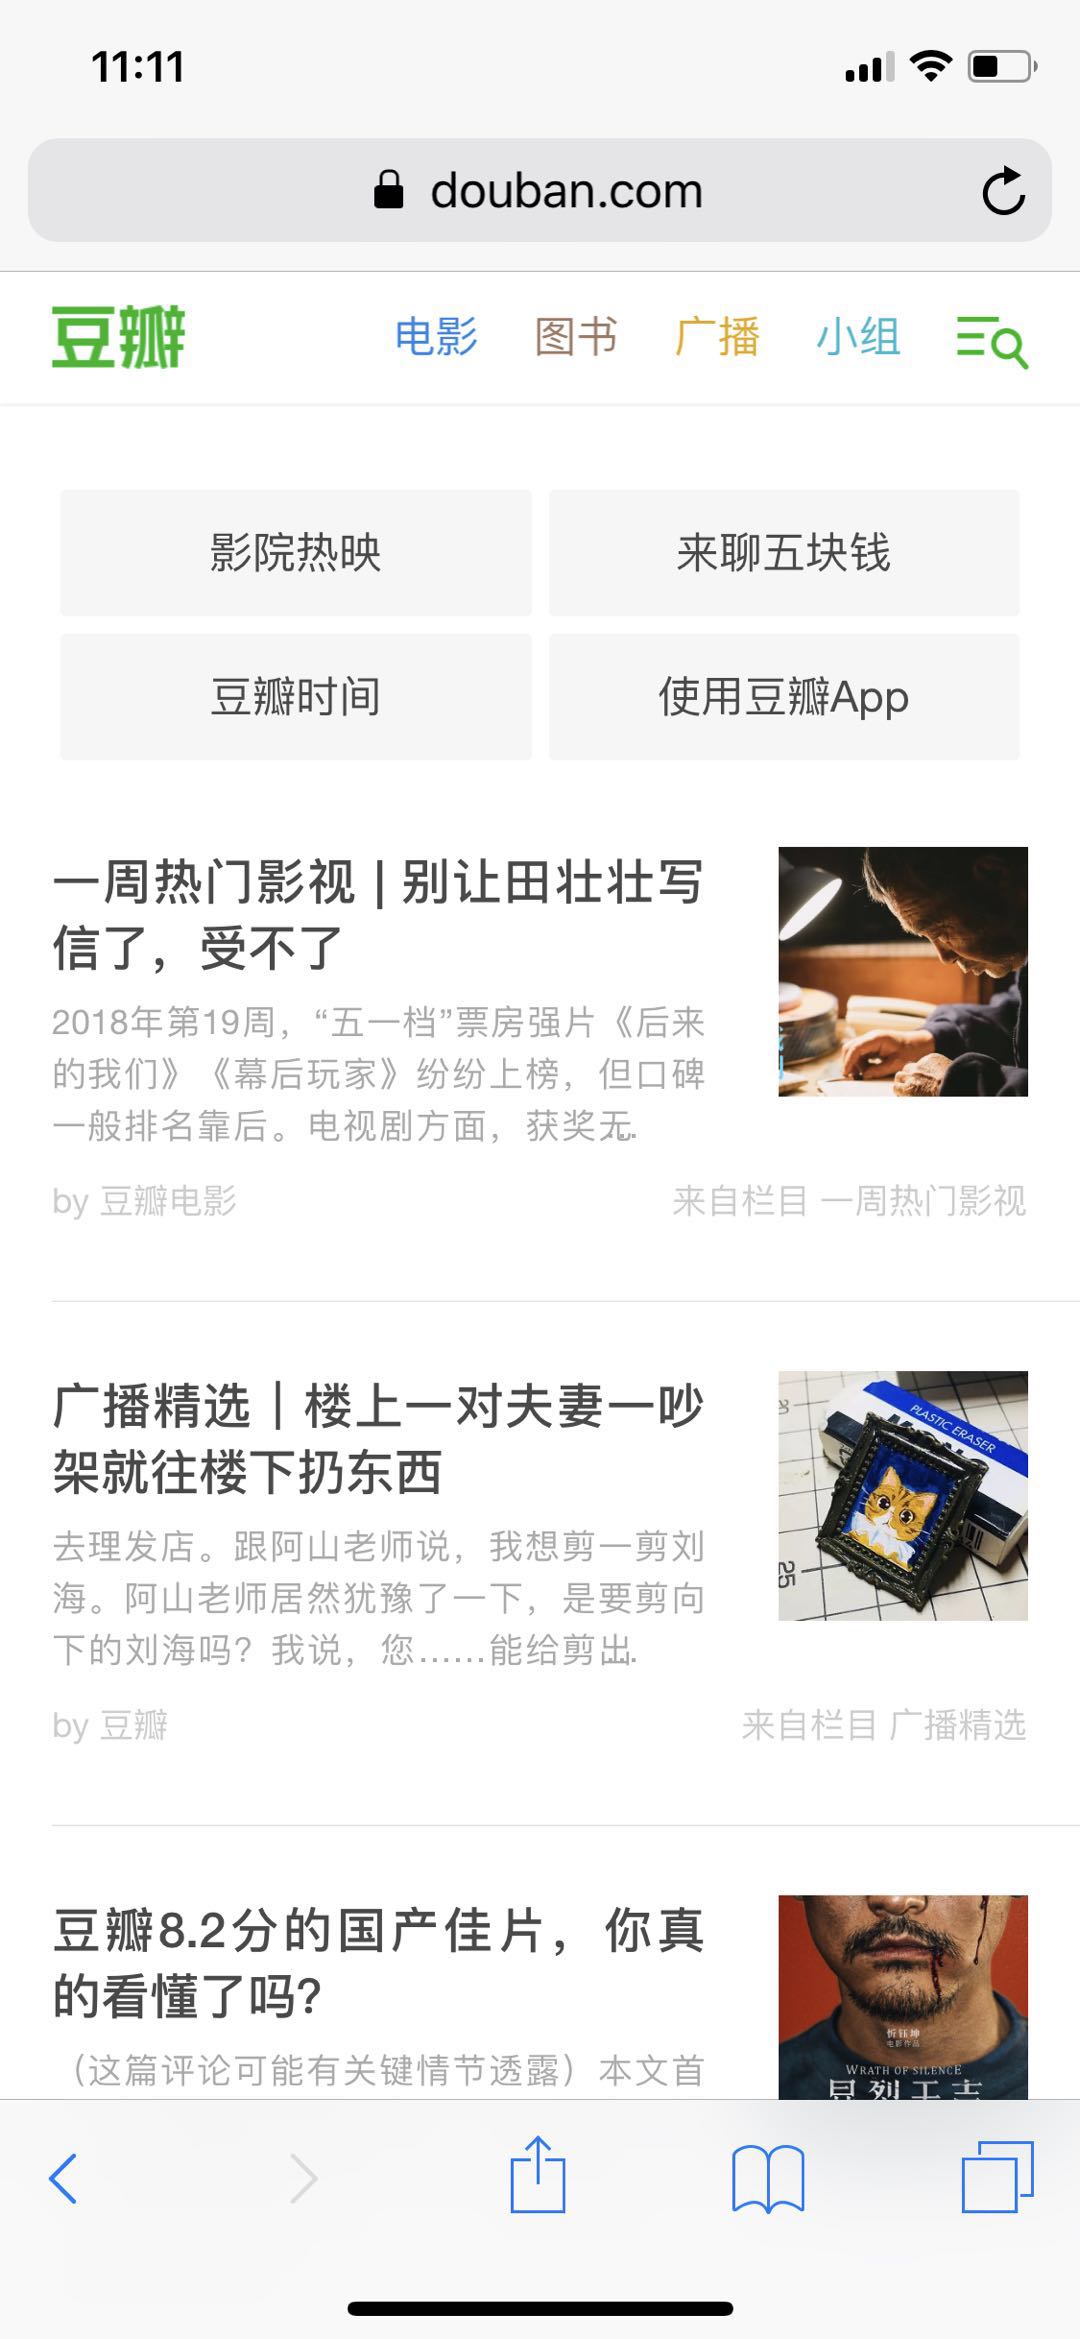 11:11
douban.com
豆瓣 电影 图书 广播 小组
影院热映 来聊五块钱
豆瓣时间 使用豆瓣App
一周热门影视 | 别让田壮壮写
信了，受不了
2018年第19周，“五一档”票房强片《后来
的我们》《幕后玩家》纷纷上榜，但口碑
一般排名靠后。电视剧方面，获奖无...
by 豆瓣电影 来自栏目 一周热门影视
广播精选｜楼上一对夫妻一吵
架就往楼下扔东西
PLASTIC ERASER
去理发店。跟阿山老师说，我想剪一剪刘
海。阿山老师居然犹豫了一下，是要剪向
下的刘海吗？我说，您……能给剪出...
by 豆瓣 来自栏目 广播精选
豆瓣8.2分的国产佳片，你真
的看懂了吗？
（这篇评论可能有关键情节透露）本文首
忻钰坤
电影作品
WRATH OF SILENCE